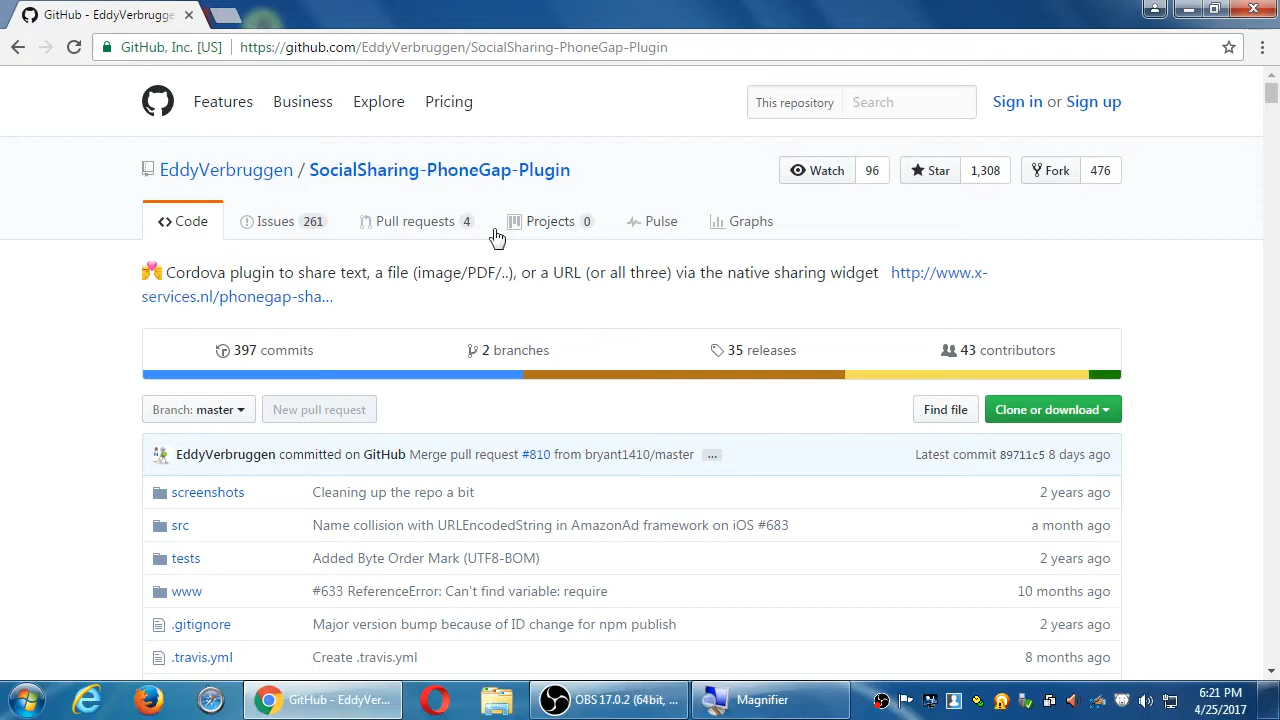 GitHub - EddyVerbrugge
GitHub, Inc. [US] https://github.com/EddyVerbruggen/SocialSharing-PhoneGap-Plugin
Features Business Explore Pricing This repository Search Sign in or Sign up
EddyVerbruggen / SocialSharing-PhoneGap-Plugin Watch 96 Star 1,308 Fork 476
Code Issues 261 Pull requests 4 Projects 0 Pulse Graphs
Cordova plugin to share text, a file (image/PDF/..), or a URL (or all three) via the native sharing widget http://www.x-
services.nl/phonegap-sha...
397 commits 2 branches 35 releases 43 contributors
Branch: master New pull request Find file Clone or download
EddyVerbruggen committed on GitHub Merge pull request #810 from bryant1410/master ... Latest commit 89711c5 8 days ago
screenshots Cleaning up the repo a bit 2 years ago
src Name collision with URLEncodedString in AmazonAd framework on iOS #683 a month ago
tests Added Byte Order Mark (UTF8-BOM) 2 years ago
www #633 ReferenceError: Can't find variable: require 10 months ago
.gitignore Major version bump because of ID change for npm publish 2 years ago
.travis.yml Create .travis.yml 8 months ago
GitHub - EddyVer... OBS 17.0.2 (64bit, ... Magnifier 6:21 PM
4/25/2017